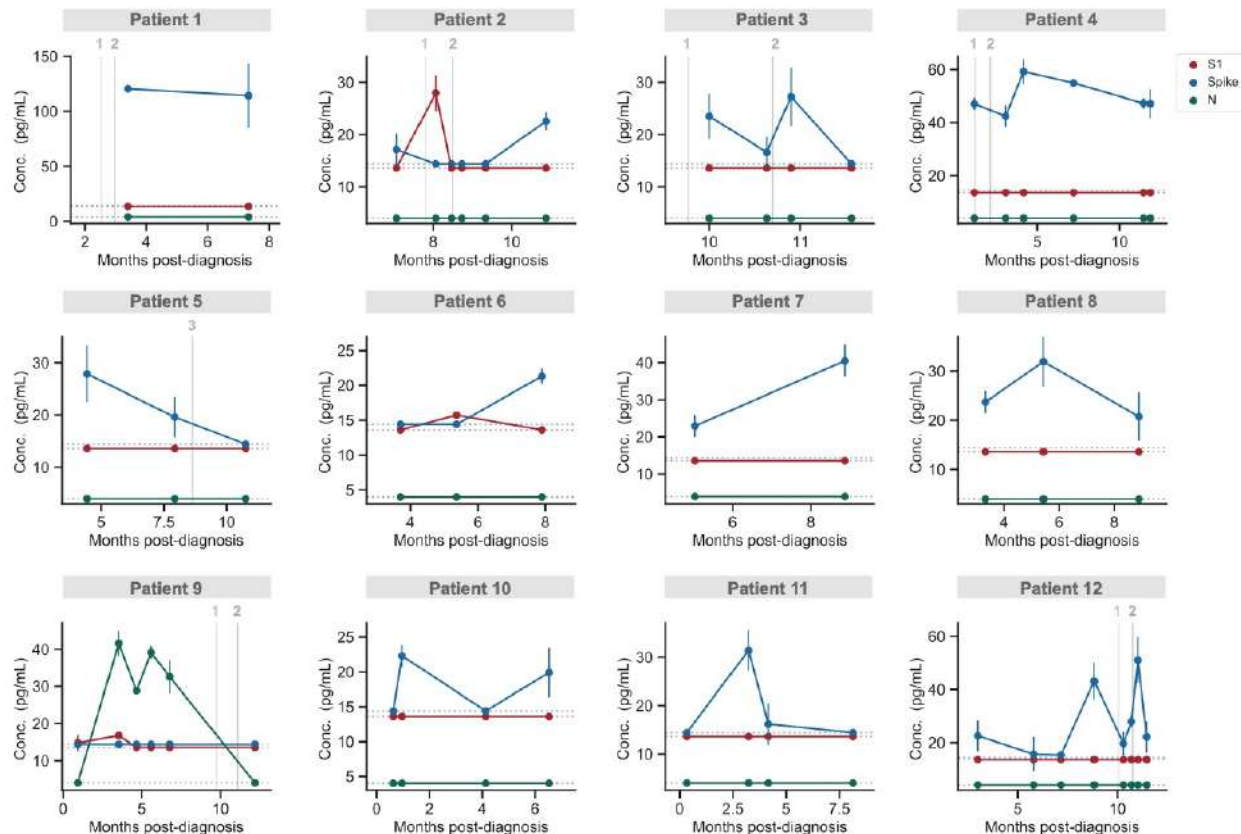 Patient 1
Patient 2
Patient 3
Patient 4
1 2
1 2
1 2
1 2
150
100
50
0
Conc. (pg/mL)
2 4 6 8
Months post-diagnosis
30
20
10
Conc. (pg/mL)
8 10
Months post-diagnosis
30
20
10
Conc. (pg/mL)
10 11
Months post-diagnosis
60
40
20
Conc. (pg/mL)
5 10
Months post-diagnosis
S1
Spike
N
Patient 5
Patient 6
Patient 7
Patient 8
3
30
20
10
Conc. (pg/mL)
5 7.5 10
Months post-diagnosis
25
20
15
10
5
Conc. (pg/mL)
4 6 8
Months post-diagnosis
40
30
20
10
Conc. (pg/mL)
6 8
Months post-diagnosis
30
20
10
Conc. (pg/mL)
4 6 8
Months post-diagnosis
Patient 9
Patient 10
Patient 11
Patient 12
1 2
1 2
40
30
20
10
Conc. (pg/mL)
0 5 10
Months post-diagnosis
25
20
15
10
5
Conc. (pg/mL)
0 2 4 6
Months post-diagnosis
30
20
10
Conc. (pg/mL)
0 2.5 5 7.5
Months post-diagnosis
60
40
20
Conc. (pg/mL)
5 10
Months post-diagnosis